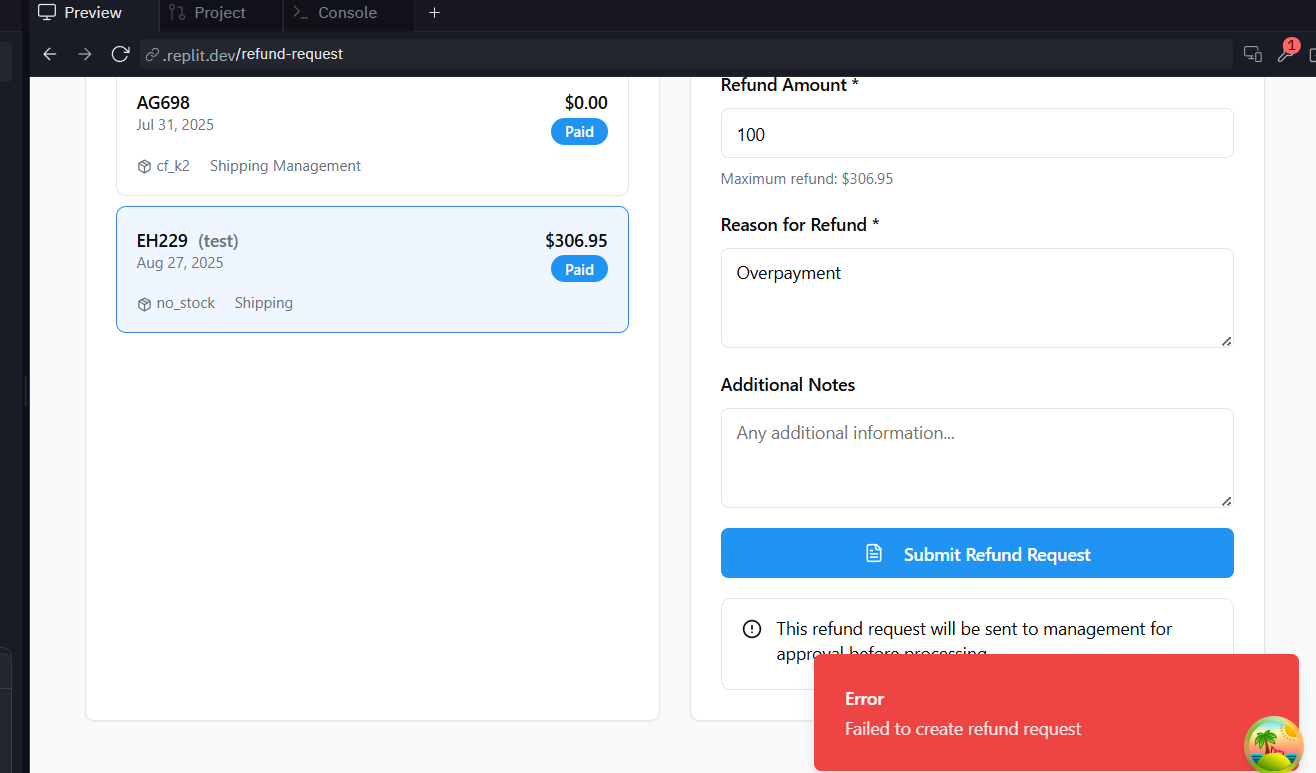 Preview
Project
Console
.replit.dev/refund-request
1
AG698
$0.00
Jul 31, 2025
Paid
cf_k2 Shipping Management
EH229 (test)
$306.95
Aug 27, 2025
Paid
no_stock Shipping
Refund Amount *
100
Maximum refund: $306.95
Reason for Refund *
Overpayment
Additional Notes
Any additional information...
Submit Refund Request
This refund request will be sent to management for
approval before processing
Error
Failed to create refund request